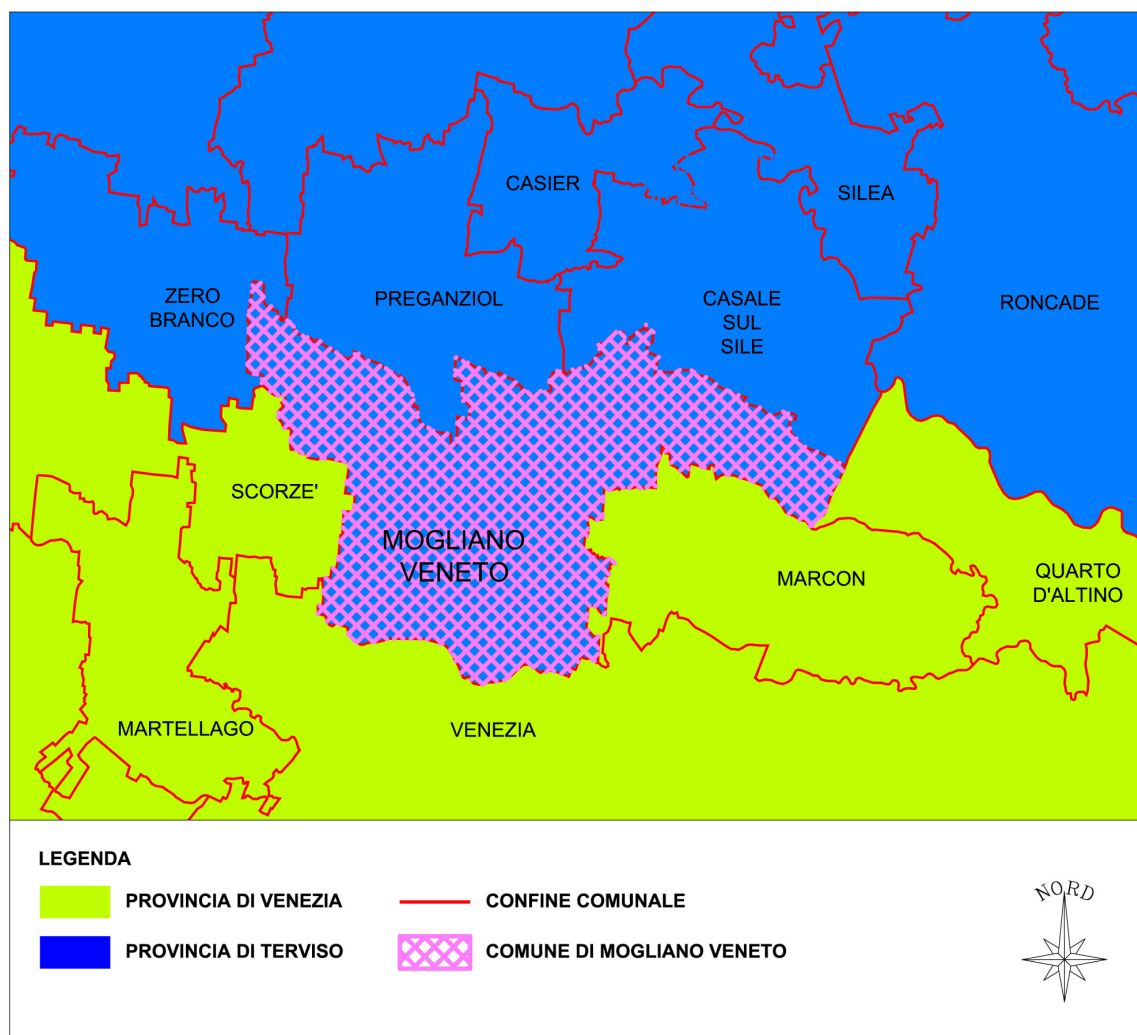 CASIER
SILEA
ZERO
BRANCO
PREGANZIOL
CASALE
SUL
SILE
RONCADE
SCORZE'
MOGLIANO
VENETO
MARCON
QUARTO
D'ALTINO
MARTELLAGO
VENEZIA
LEGENDA
PROVINCIA DI VENEZIA
CONFINE COMUNALE
PROVINCIA DI TERVISO
COMUNE DI MOGLIANO VENETO
NORD